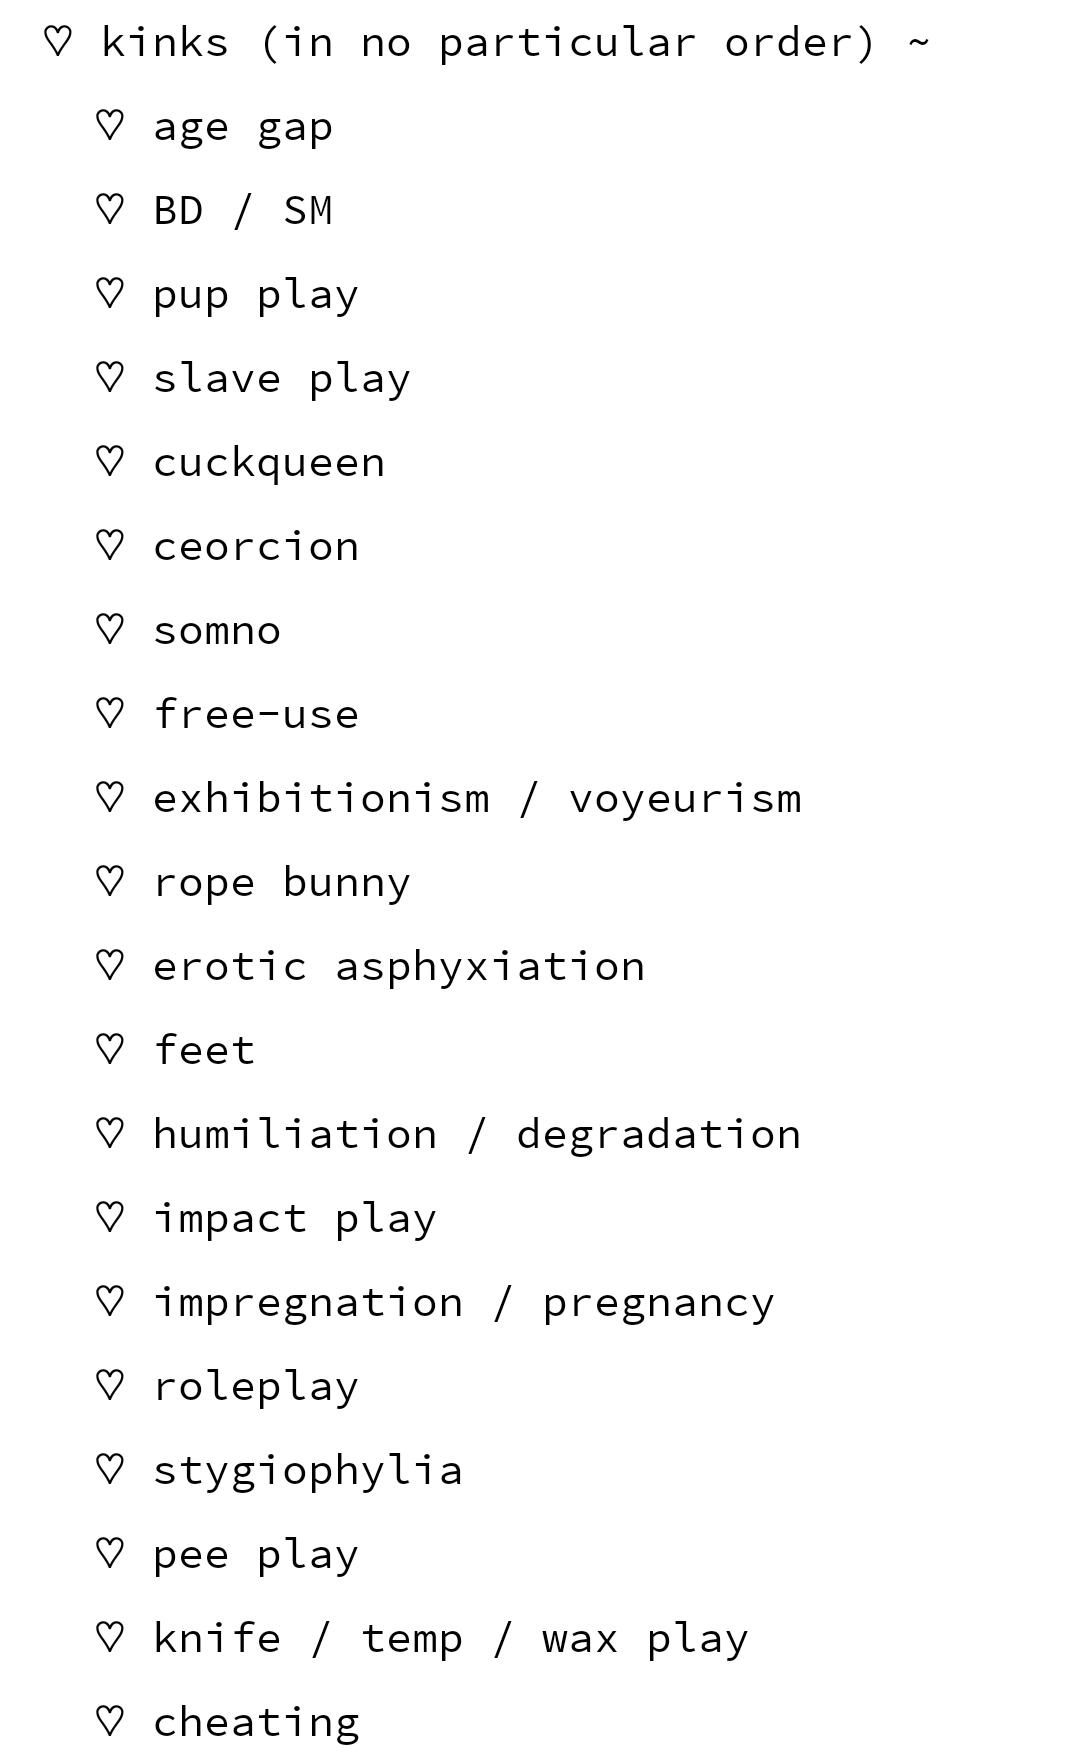 ♡ kinks (in no particular order) ~
♡ age gap
♡ BD / SM
♡ pup play
♡ slave play
♡ cuckqueen
♡ ceorcion
♡ somno
♡ free-use
♡ exhibitionism / voyeurism
♡ rope bunny
♡ erotic asphyxiation
♡ feet
♡ humiliation / degradation
♡ impact play
♡ impregnation / pregnancy
♡ roleplay
♡ stygiophylia
♡ pee play
♡ knife / temp / wax play
♡ cheating